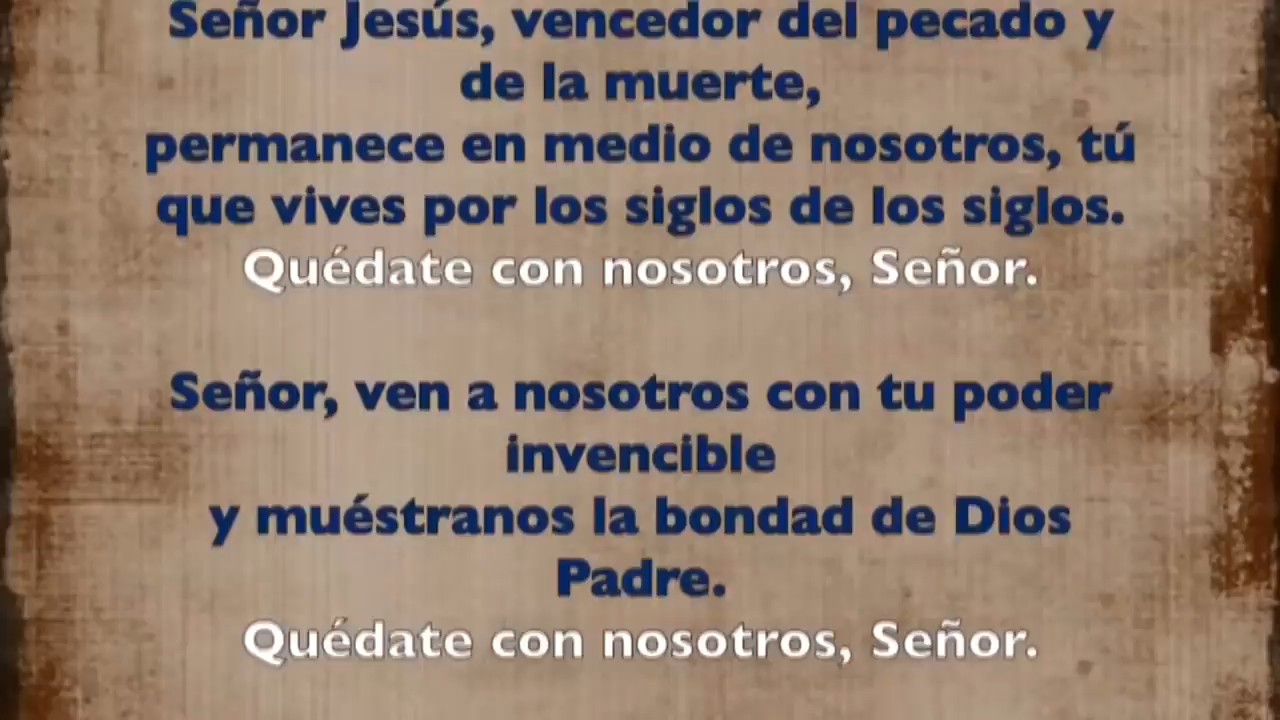 Señor Jesús, vencedor del pecado y
de la muerte,
permanece en medio de nosotros, tú
que vives por los siglos de los siglos.
Quédate con nosotros, Señor.
Señor, ven a nosotros con tu poder
invencible
y muéstranos la bondad de Dios
Padre.
Quédate con nosotros, Señor.